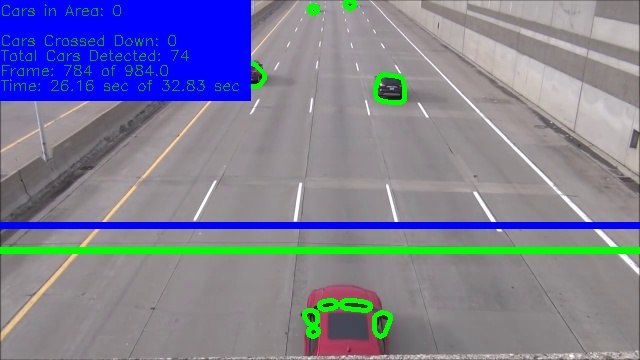 Cars in Area: 0
Cars Crossed Down: 0
Total Cars Detected: 74
Frame: 784 of 984.0
Time: 26.16 sec of 32.83 sec